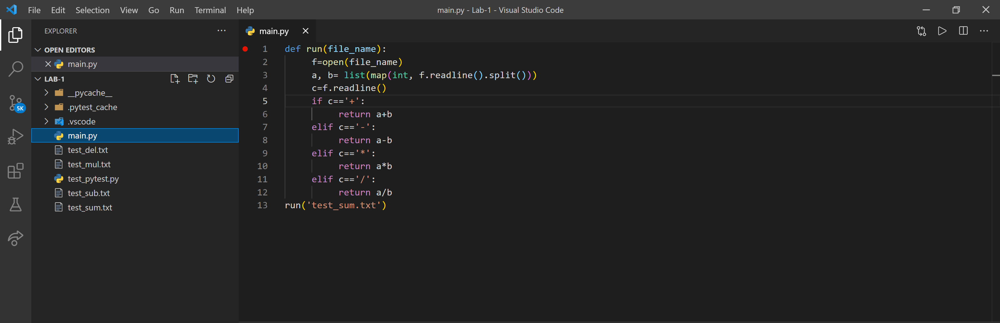 File Edit Selection View Go Run Terminal Help
main.py - Lab-1 - Visual Studio Code
EXPLORER
OPEN EDITORS
main.py
LAB-1
__pycache__
.pytest_cache
.vscode
main.py
test_del.txt
test_mul.txt
test_pytest.py
test_sub.txt
test_sum.txt
5K
main.py
1 def run(file_name):
2     f=open(file_name)
3     a, b= list(map(int, f.readline().split()))
4     c=f.readline()
5     if c=='+':
6         return a+b
7     elif c=='-':
8         return a-b
9     elif c=='*':
10         return a*b
11     elif c=='/':
12         return a/b
13 run('test_sum.txt')